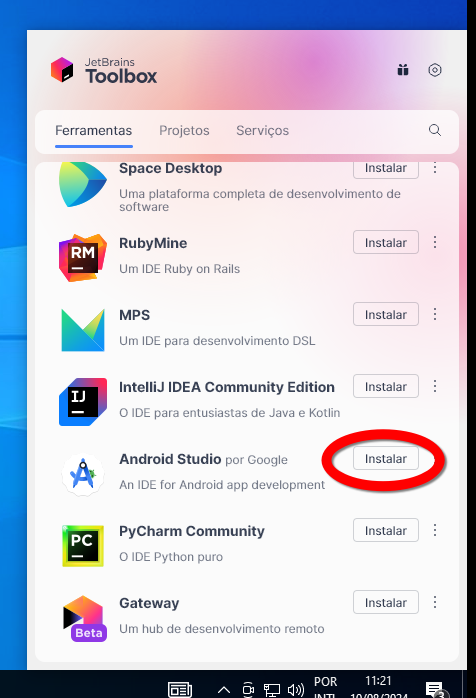 JetBrains
Toolbox
Ferramentas Projetos Serviços
Space Desktop Instalar
Uma plataforma completa de desenvolvimento de
software
RM
RubyMine Instalar
Um IDE Ruby on Rails
MPS Instalar
Um IDE para desenvolvimento DSL
IJ
IntelliJ IDEA Community Edition Instalar
O IDE para entusiastas de Java e Kotlin
Android Studio por Google Instalar
An IDE for Android app development
PC
PyCharm Community Instalar
O IDE Python puro
Gateway Instalar
Um hub de desenvolvimento remoto
Beta
POR 11:21
INTL 10/08/2024 3